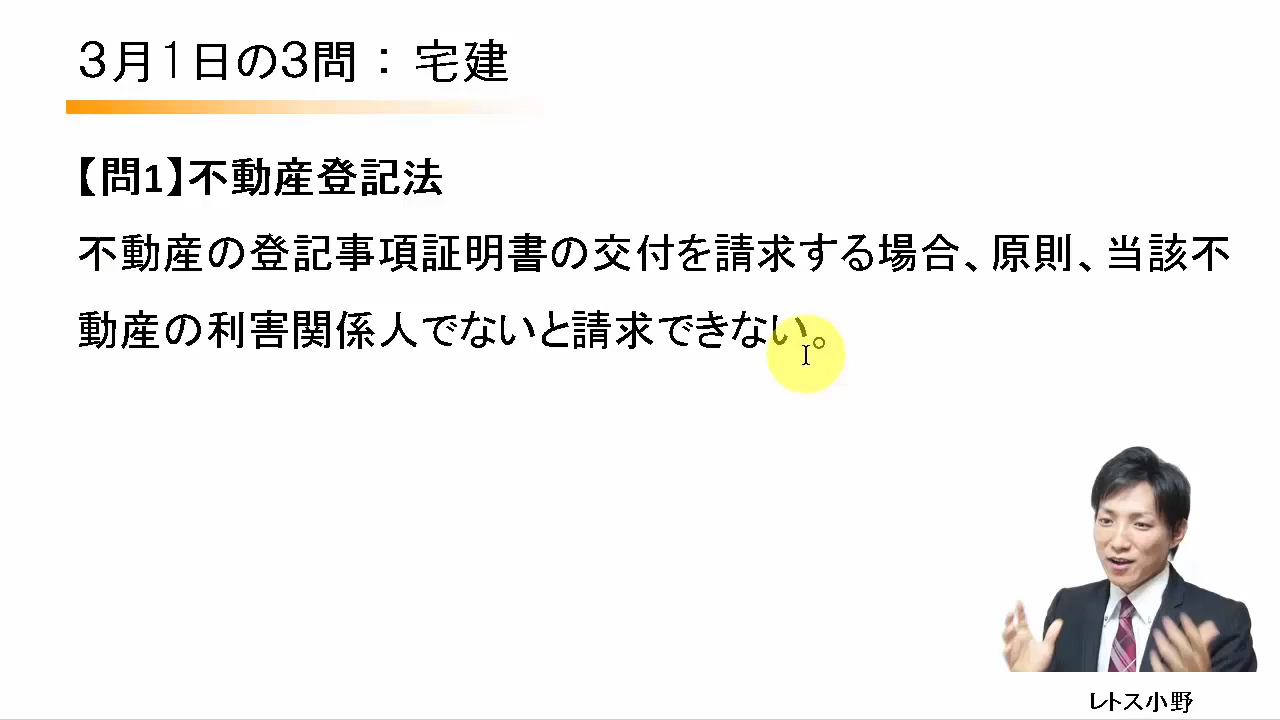 ３月１日の３問：宅建
【問1】不動産登記法
不動産の登記事項証明書の交付を請求する場合、原則、当該不
動産の利害関係人でないと請求できない。
レトス小野